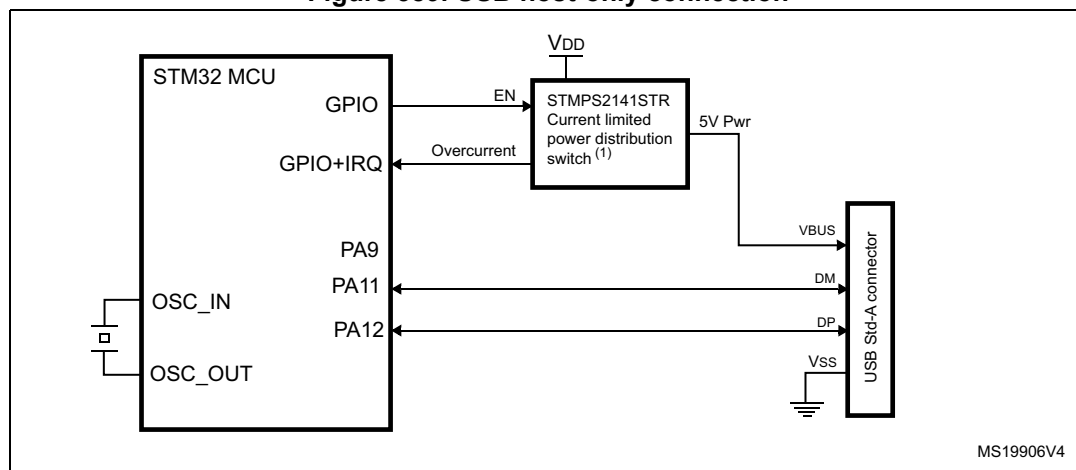 Figure USB host-only connection
VDD
STM32 MCU
GPIO
EN
STMPS2141STR
Current limited
power distribution
switch (1)
5V Pwr
GPIO+IRQ
Overcurrent
PA9
VBUS
PA11
DM
OSC_IN
PA12
DP
USB Std-A connector
OSC_OUT
VSS
MS19906V4